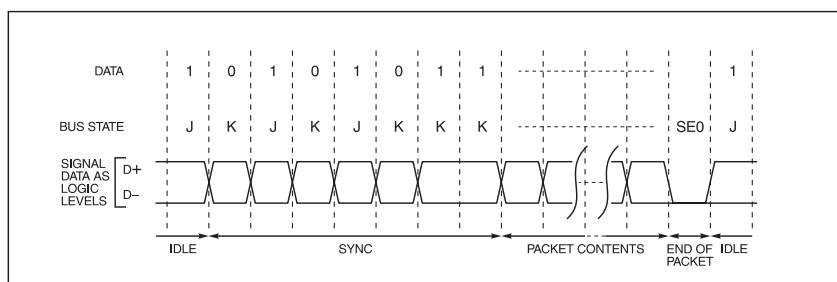 DATA 1 0 1 0 1 0 1 1 1
BUS STATE J K J K J K K K SE0 J
SIGNAL
DATA AS
LOGIC
LEVELS
D+
D–
IDLE SYNC PACKET CONTENTS END OF
PACKET IDLE